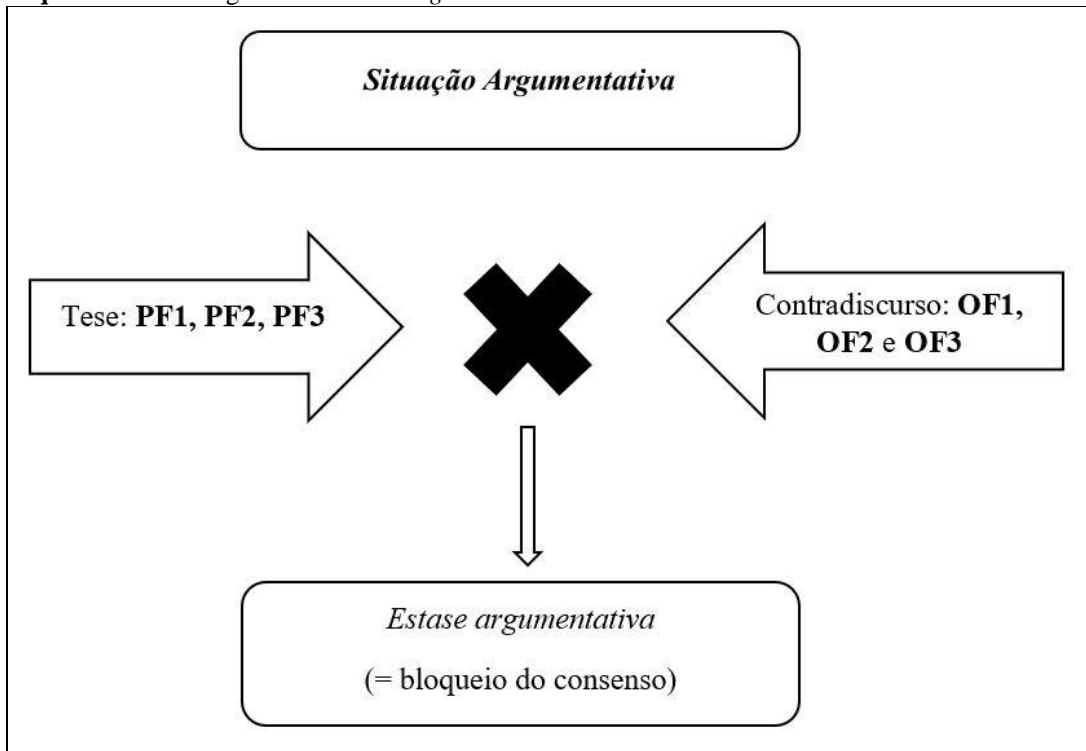 Situação Argumentativa
Tese: PF1, PF2, PF3
Contradiscurso: OF1,
OF2 e OF3
Estase argumentativa
(= bloqueio do consenso)